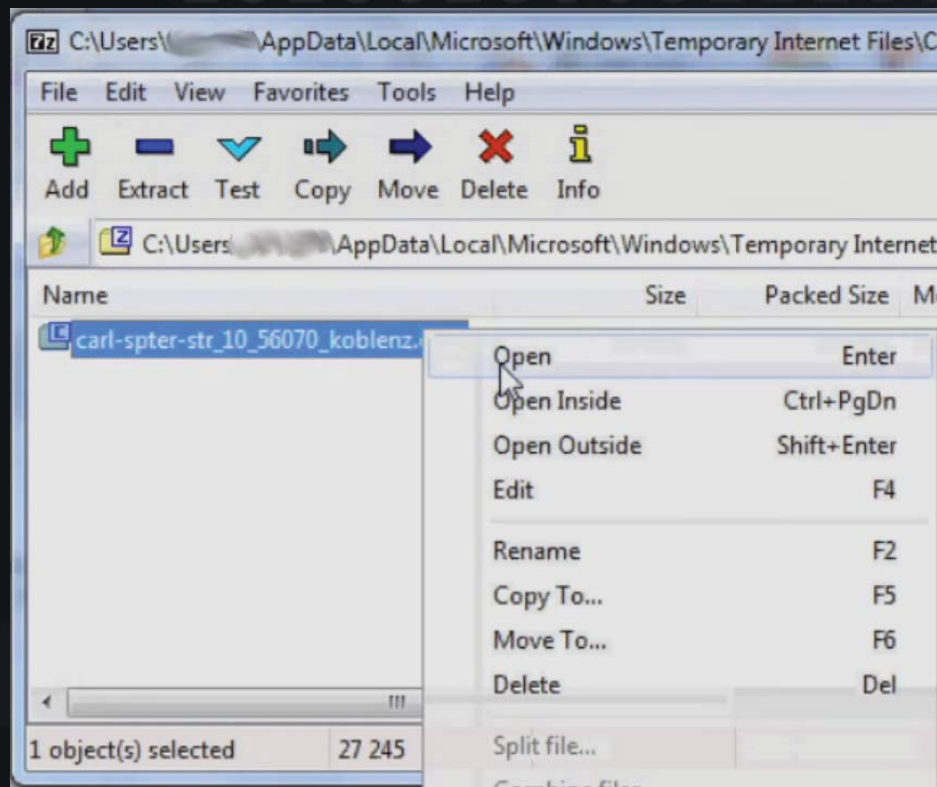 7z C:\Users\ \AppData\Local\Microsoft\Windows\Temporary Internet Files\C
File Edit View Favorites Tools Help
Add Extract Test Copy Move Delete Info
C:\Users \AppData\Local\Microsoft\Windows\Temporary Internet
Name Size Packed Size
carl-spter-str_10_56070_koblenz.
Open Enter
Open Inside Ctrl+PgDn
Open Outside Shift+Enter
Edit F4
Rename F2
Copy To... F5
Move To... F6
Delete Del
1 object(s) selected 27 245 Split file...